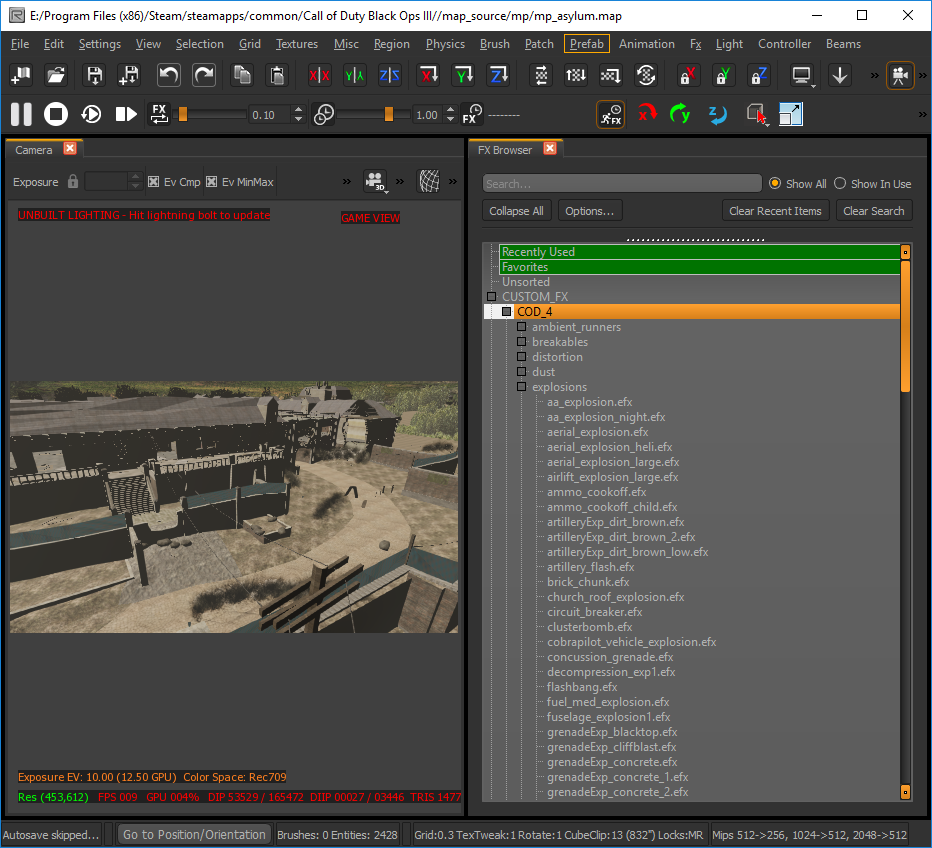 E:/Program Files (x86)/Steam/steamapps/common/Call of Duty Black Ops III//map_source/mp/mp_asylum.map
File Edit Settings View Selection Grid Textures Misc Region Physics Brush Patch Prefab Animation Fx Light Controller Beams
X X Y Y Z Z X Y Z X Y Z »  »
FX 0.10 1.00 FX -------- FX X y z »
Camera
FX Browser
Exposure Ev Cmp Ev MinMax » 3D » »
Search... Show All Show In Use
Collapse All Options... Clear Recent Items Clear Search
UNBUILT LIGHTING - Hit lightning bolt to update
GAME VIEW
Recently Used
Favorites
Unsorted
CUSTOM_FX
COD_4
ambient_runners
breakables
distortion
dust
explosions
aa_explosion.efx
aa_explosion_night.efx
aerial_explosion.efx
aerial_explosion_heli.efx
aerial_explosion_large.efx
airlift_explosion_large.efx
ammo_cookoff.efx
ammo_cookoff_child.efx
artilleryExp_dirt_brown.efx
artilleryExp_dirt_brown_2.efx
artilleryExp_dirt_brown_low.efx
artillery_flash.efx
brick_chunk.efx
church_roof_explosion.efx
circuit_breaker.efx
clusterbomb.efx
cobrapilot_vehicle_explosion.efx
concussion_grenade.efx
decompression_exp1.efx
flashbang.efx
fuel_med_explosion.efx
fuselage_explosion1.efx
grenadeExp_blacktop.efx
grenadeExp_cliffblast.efx
grenadeExp_concrete.efx
grenadeExp_concrete_1.efx
grenadeExp_concrete_2.efx
Exposure EV: 10.00 (12.50 GPU) Color Space: Rec709
Res (453,612) FPS 009 GPU 004% DIP 53529 / 165472 DIIP 00027 / 03446 TRIS 1477
Autosave skipped... Go to Position/Orientation Brushes: 0 Entities: 2428 Grid:0.3 TexTweak:1 Rotate:1 CubeClip:13 (832") Locks:MR Mips 512->256, 1024->512, 2048->512